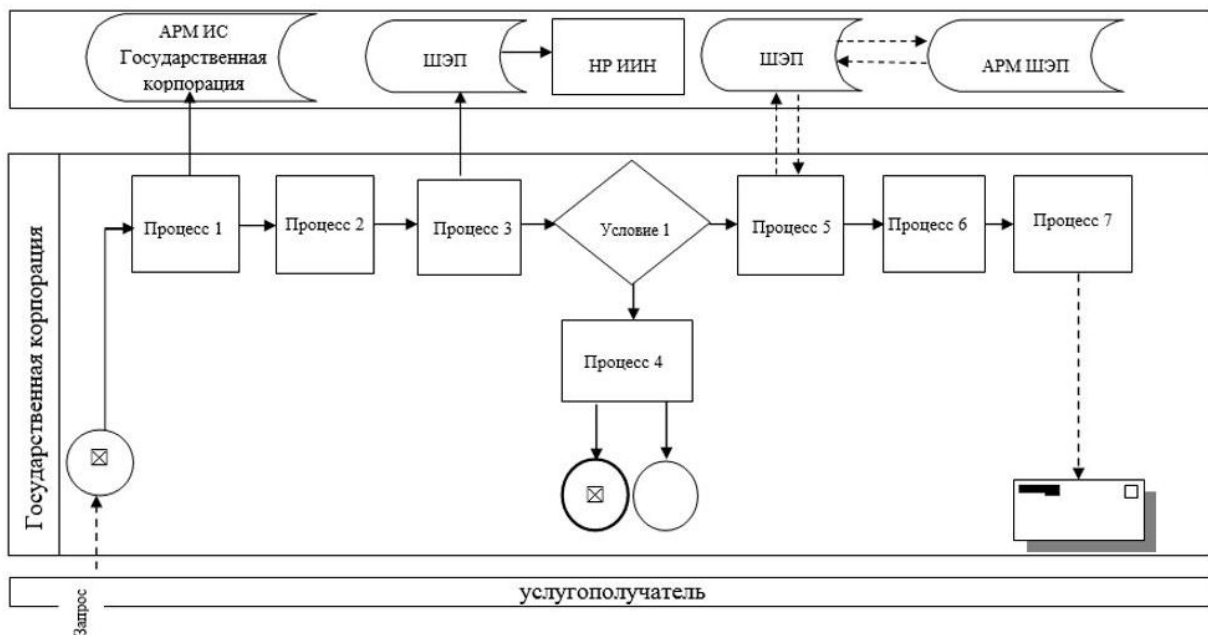 АРМ ИС
Государственная
корпорация
ШЭП
НР ИИН
ШЭП
АРМ ШЭП
Государственная корпорация
Процесс 1
Процесс 2
Процесс 3
Условие 1
Процесс 5
Процесс 6
Процесс 7
Процесс 4
услугополучатель
Запрос